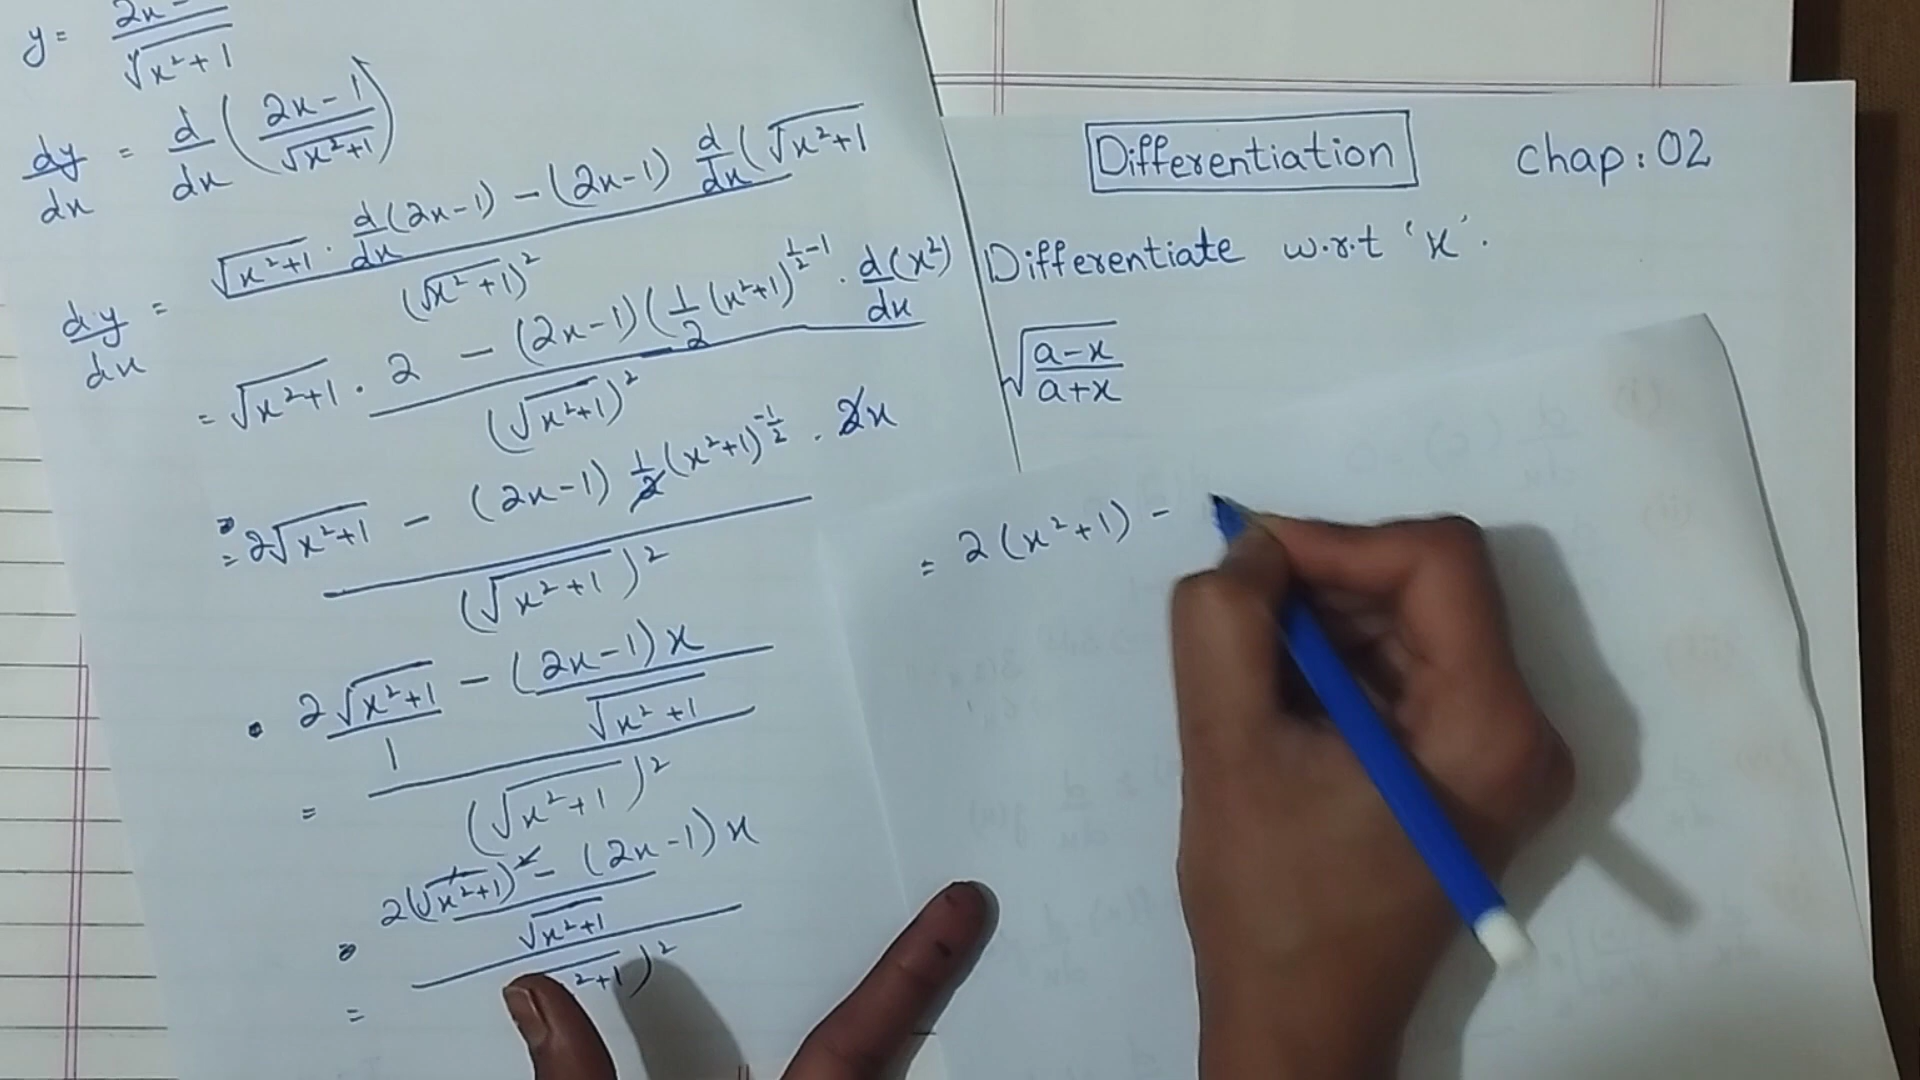 y = 2x - / √x²+1
dy/dx = d/dx (2x-1 / √x²+1)
dy/dx = √x²+1 · d/dx (2x-1) - (2x-1) d/dx (√x²+1 / (√x²+1)²
= √x²+1 · 2 - (2x-1) (1/2 (x²+1)^(1/2 -1) · d/dx (x²) / (√x²+1)²
= 2√x²+1 - (2x-1) 1/2 (x²+1)^(-1/2) · 2x / (√x²+1)²
= 2√x²+1 / 1 - (2x-1)x / √x²+1 / (√x²+1)²
= 2(√x²+1)² - (2x-1)x / √x²+1 / ²+1)²
Differentiation chap:02
Differentiate w.r.t 'x'.
√a-x / a+x
= 2(x²+1) -